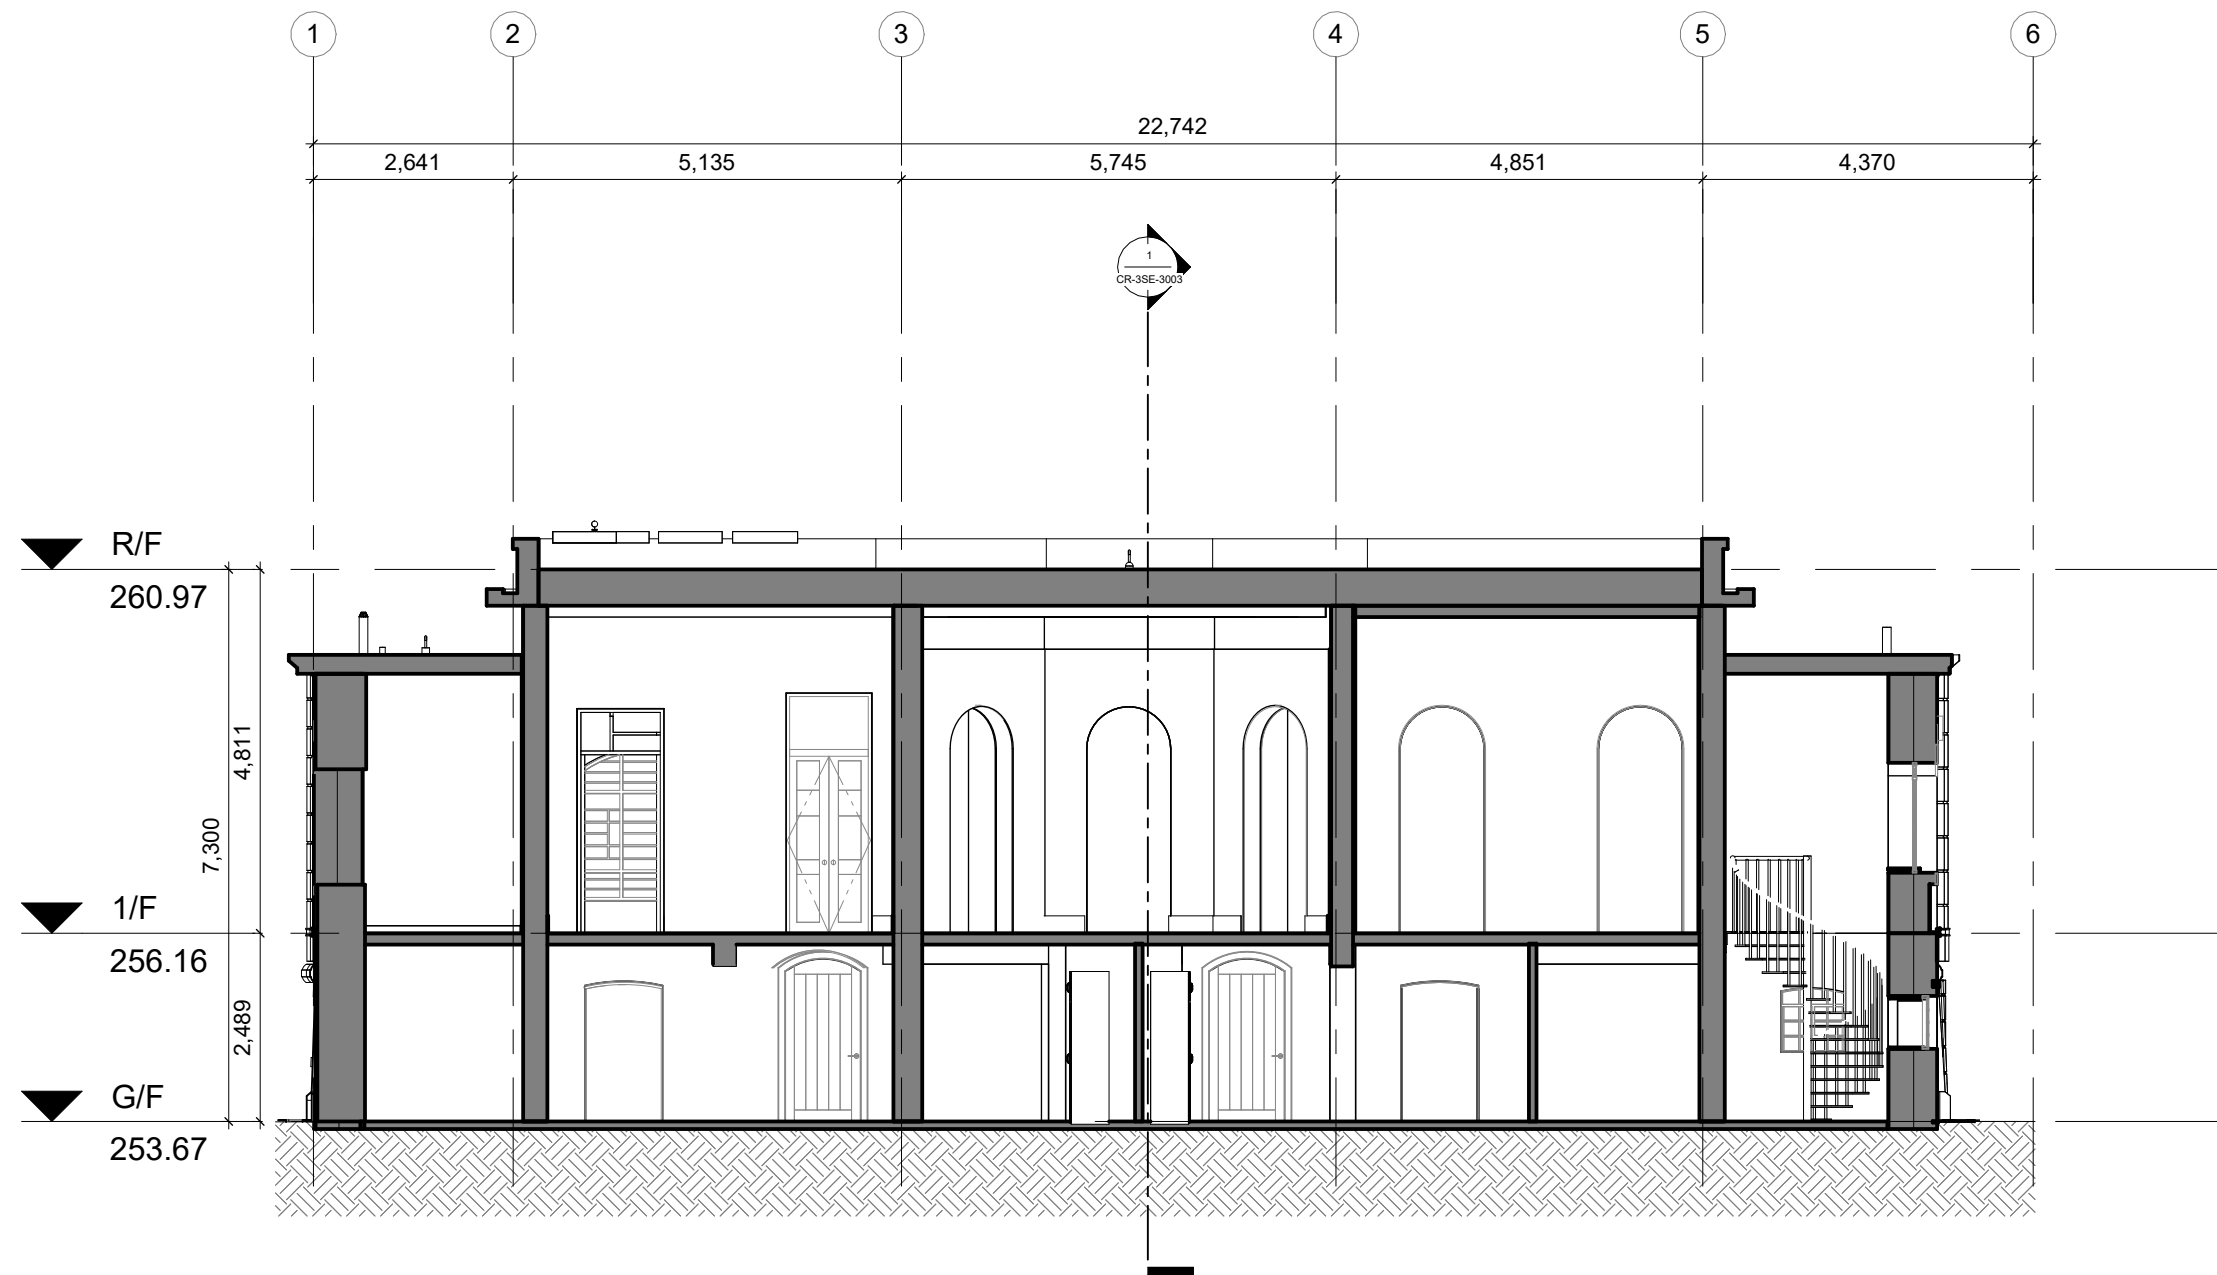 1 2 3 4 5 6
22,742
2,641 5,135 5,745 4,851 4,370
1
CR-3SE-3003
R/F
260.97
4,811
7,300
1/F
256.16
2,489
G/F
253.67